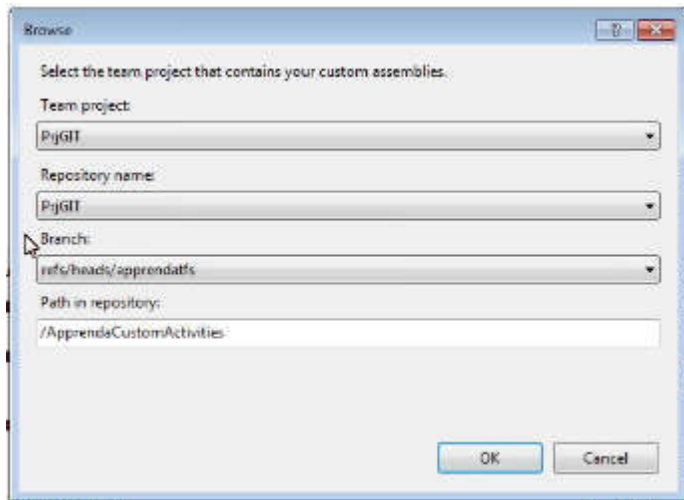 Browse
Select the team project that contains your custom assemblies.
Team project:
PrjGIT
Repository name:
PrjGIT
Branch:
refs/heads/apprendatfs
Path in repository:
/ApprendaCustomActivities
OK Cancel